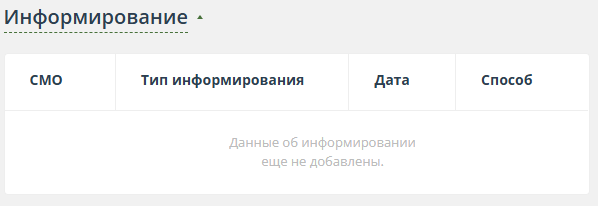 Информирование
СМО Тип информирования Дата Способ
Данные об информировании
еще не добавлены.